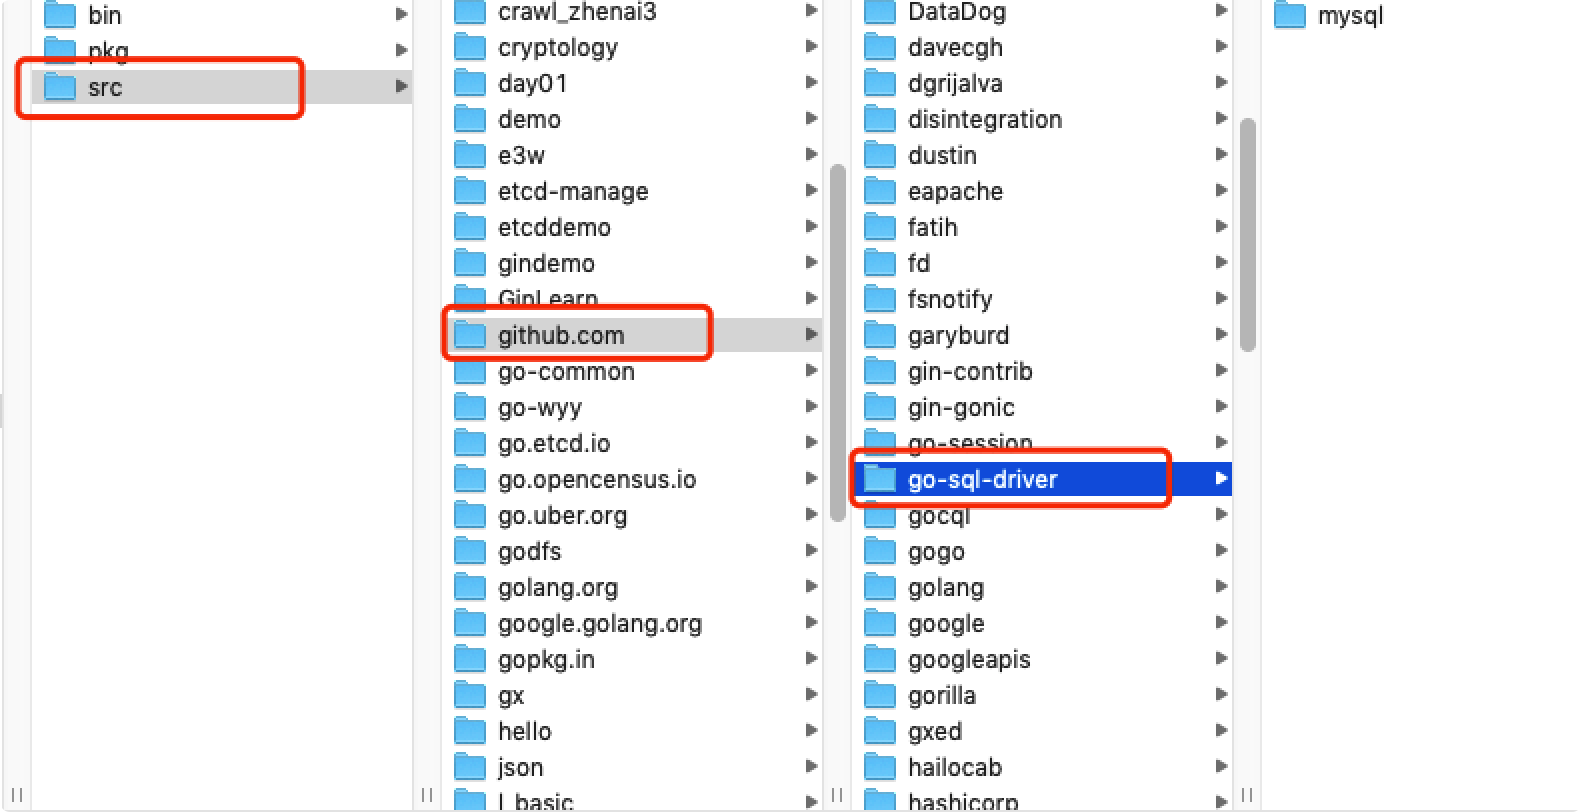 bin
pkg
src
crawl_zhenai3
cryptology
day01
demo
e3w
etcd-manage
etcddemo
gindemo
GinLearn
github.com
go-common
go-wyy
go.etcd.io
go.opencensus.io
go.uber.org
godfs
golang.org
google.golang.org
gopkg.in
gx
hello
json
l_basic
DataDog
davecgh
dgrijalva
disintegration
dustin
eapache
fatih
fd
fsnotify
garyburd
gin-contrib
gin-gonic
go-session
go-sql-driver
gocql
gogo
golang
google
googleapis
gorilla
gxed
hailocab
hashicorp
mysql